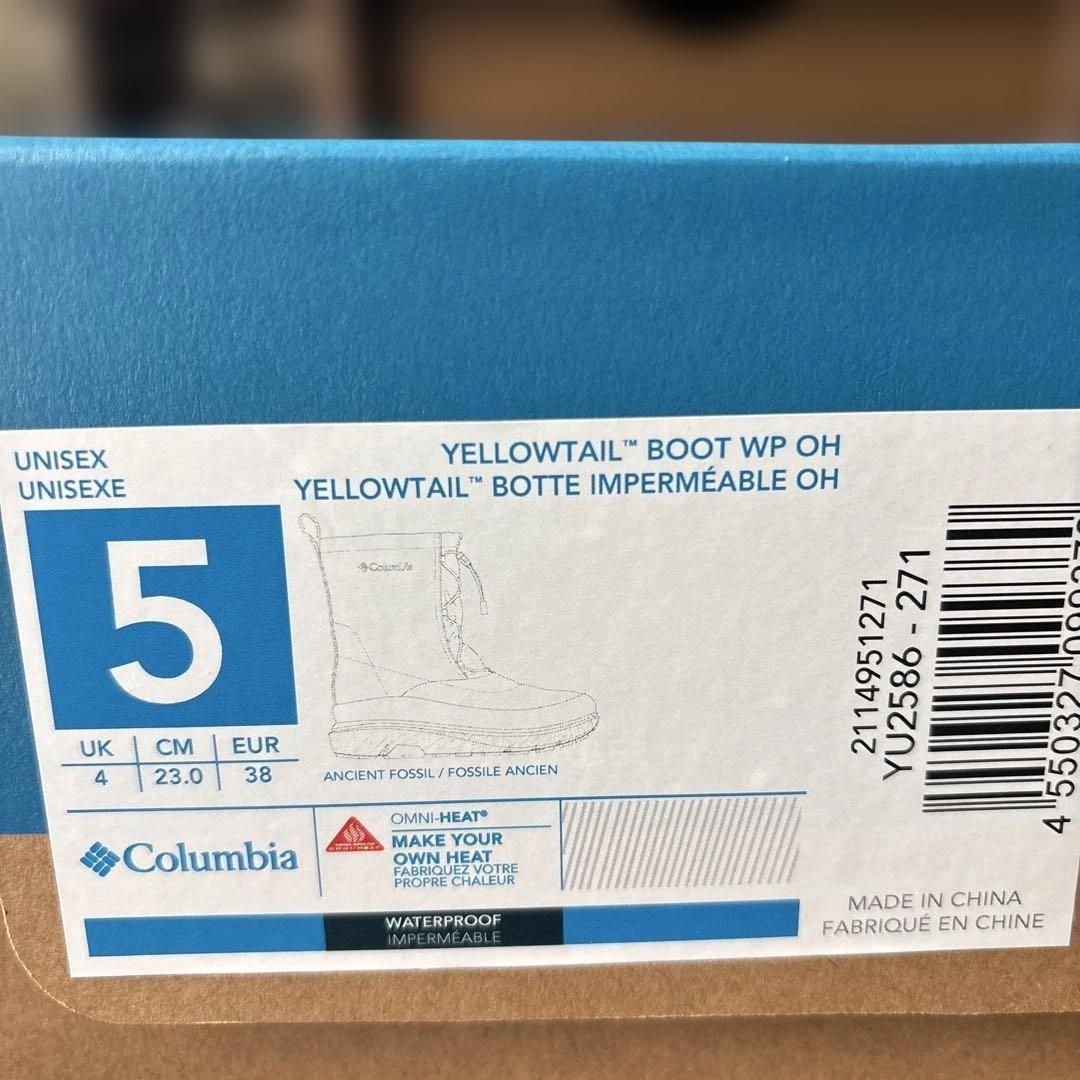 UNISEX
UNISEXE
YELLOWTAIL™ BOOT WP OH
YELLOWTAIL™ BOTTE IMPERMÉABLE OH
5
UK CM EUR
4 23.0 38
Columbia
ANCIENT FOSSIL / FOSSILE ANCIEN
2114951271
YU2586-271
Columbia
OMNI-HEAT®
MAKE YOUR
OWN HEAT
FABRIQUEZ VOTRE
PROPRE CHALEUR
WATERPROOF
IMPERMÉABLE
MADE IN CHINA
FABRIQUÉ EN CHINE